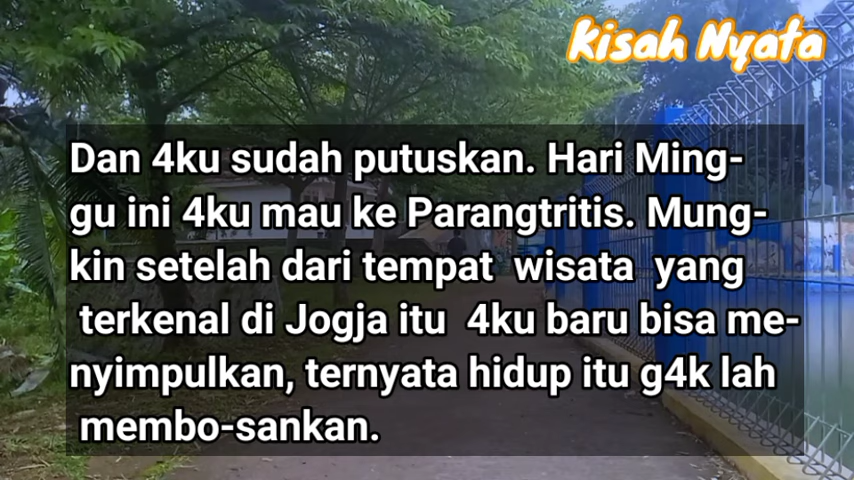 Kisah Nyata
Dan 4ku sudah putuskan. Hari Ming-
gu ini 4ku mau ke Parangtritis. Mung-
kin setelah dari tempat wisata yang
terkenal di Jogja itu 4ku baru bisa me-
nyimpulkan, ternyata hidup itu g4k lah
membo-sankan.